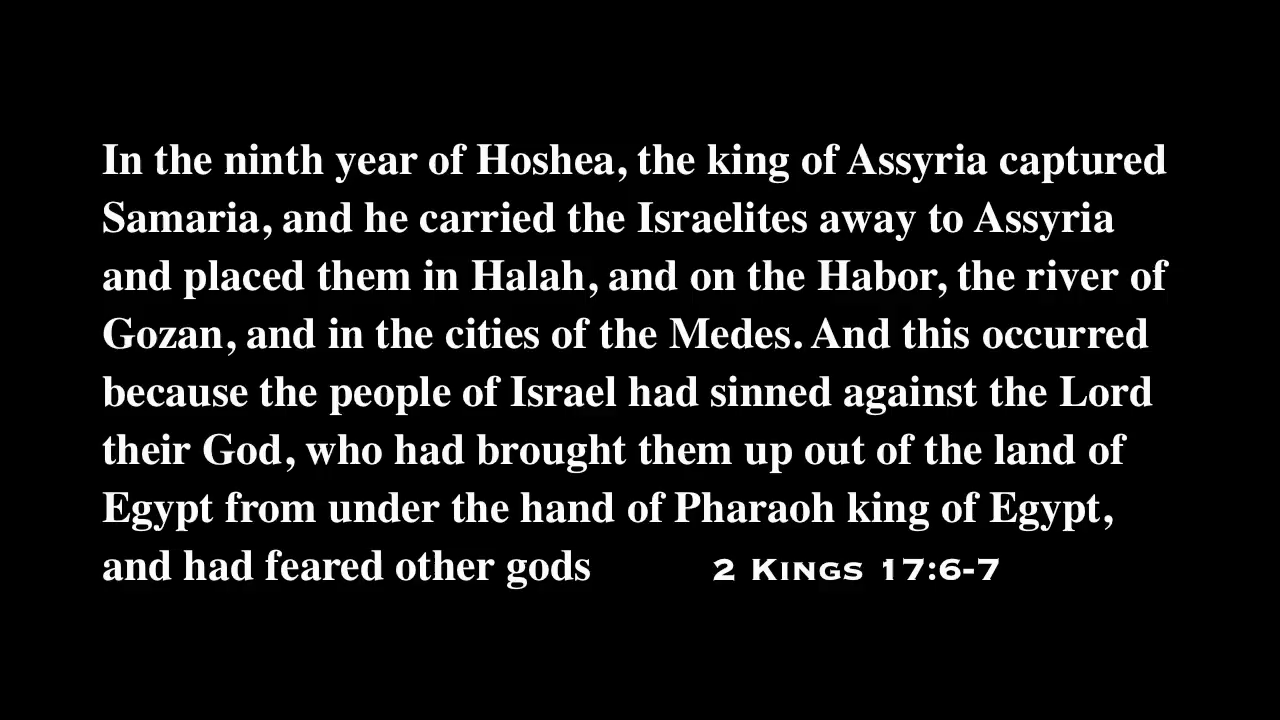 In the ninth year of Hoshea, the king of Assyria captured
Samaria, and he carried the Israelites away to Assyria
and placed them in Halah, and on the Habor, the river of
Gozan, and in the cities of the Medes. And this occurred
because the people of Israel had sinned against the Lord
their God, who had brought them up out of the land of
Egypt from under the hand of Pharaoh king of Egypt,
and had feared other gods 2 Kings 17:6-7